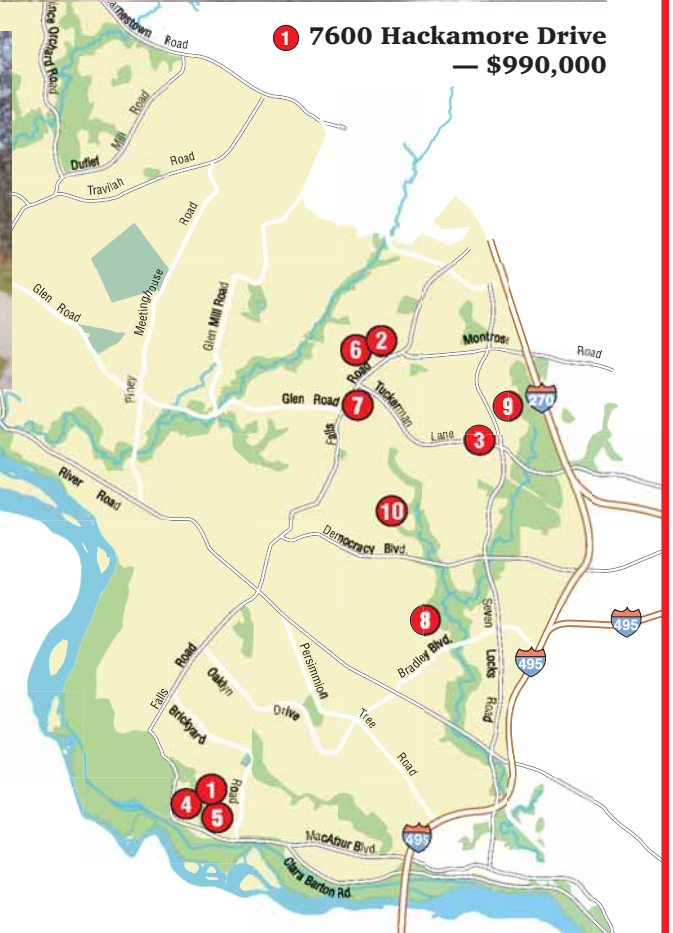 1 7600 Hackamore Drive
— $990,000
Road
Road
Dufief
Mill
Road
Travilah
Road
Road
Meetinghouse
Piney
Glen Road
Glen Mill Road
6
2
Montrose
Road
Road
Glen Road
7
Tuckerman
Lane
9
270
3
Falls
River Road
10
Democracy Blvd.
8
Seven
Locks
Road
495
495
Bradley Blvd.
Persimmion
Tree
Road
Falls
Road
Oaklyn
Drive
Brickyard
Road
1
4
5
MacArthur Blvd.
495
Clara Barton Rd.